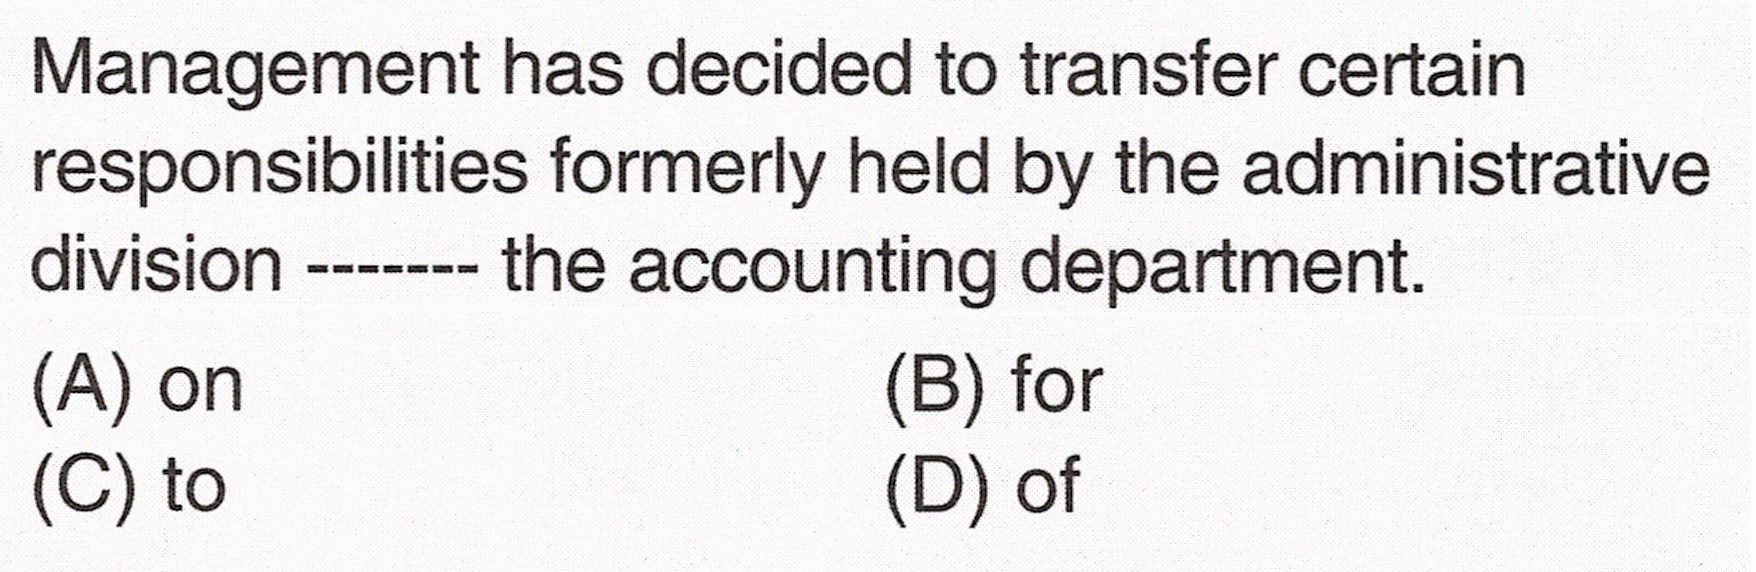 Management has decided to transfer certain
responsibilities formerly held by the administrative
division ------- the accounting department.
(A) on (B) for
(C) to (D) of